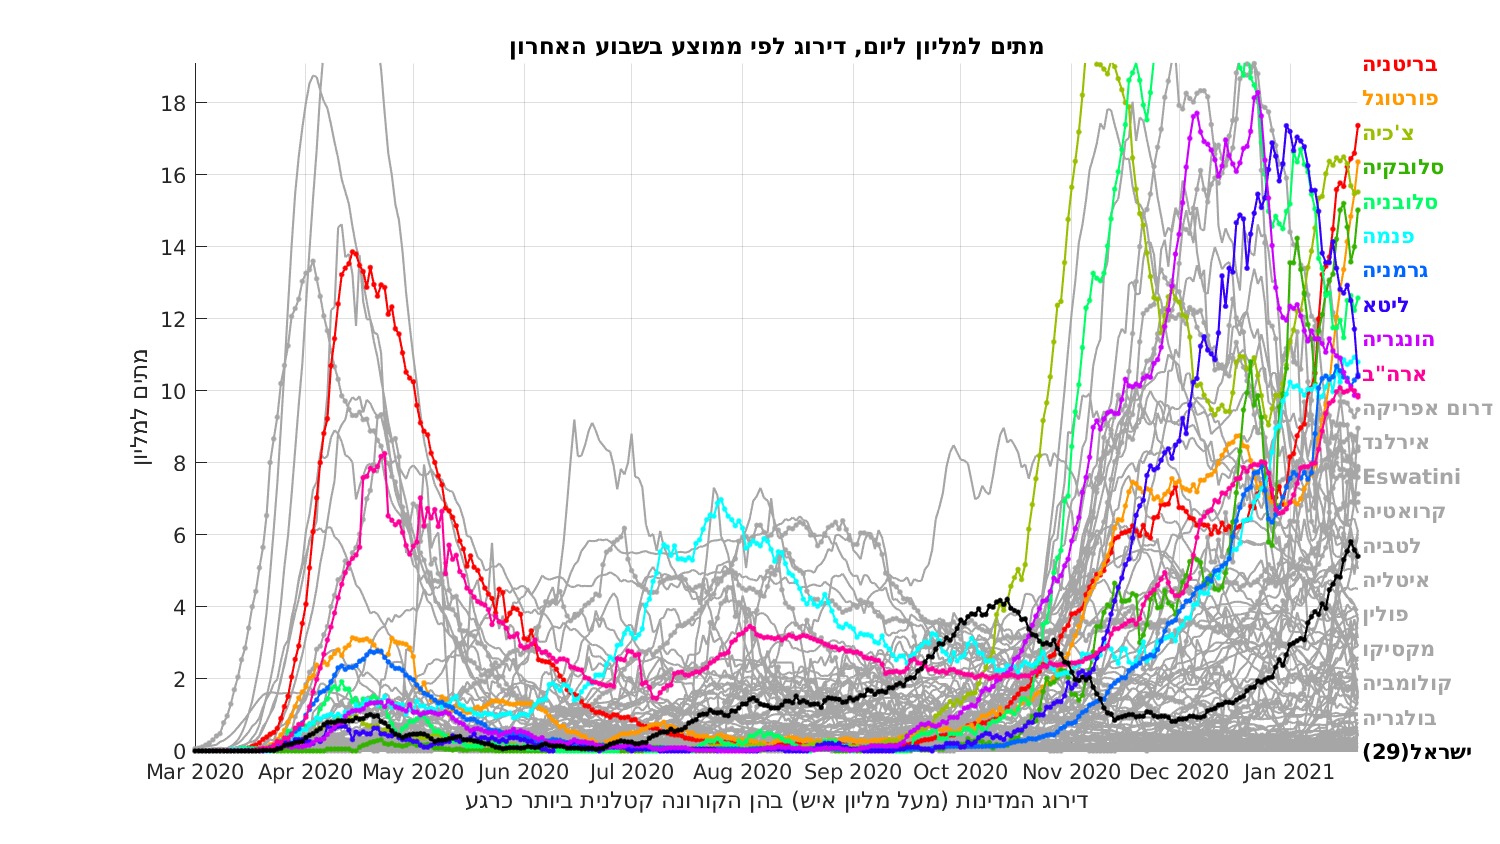 מתים למליון ליום, דירוג לפי ממוצע בשבוע האחרון
מתים למליון
18
16
14
12
10
8
6
4
2
0
Mar 2020 Apr 2020 May 2020 Jun 2020 Jul 2020 Aug 2020 Sep 2020 Oct 2020 Nov 2020 Dec 2020 Jan 2021
דירוג המדינות (מעל מליון איש) בהן הקורונה קטלנית ביותר כרגע
בריטניה
פורטוגל
צ'כיה
סלובקיה
סלובניה
פנמה
גרמניה
ליטא
הונגריה
ארה"ב
דרום אפריקה
אירלנד
Eswatini
קרואטיה
לטביה
איטליה
פולין
מקסיקו
קולומביה
בולגריה
ישראל(29)